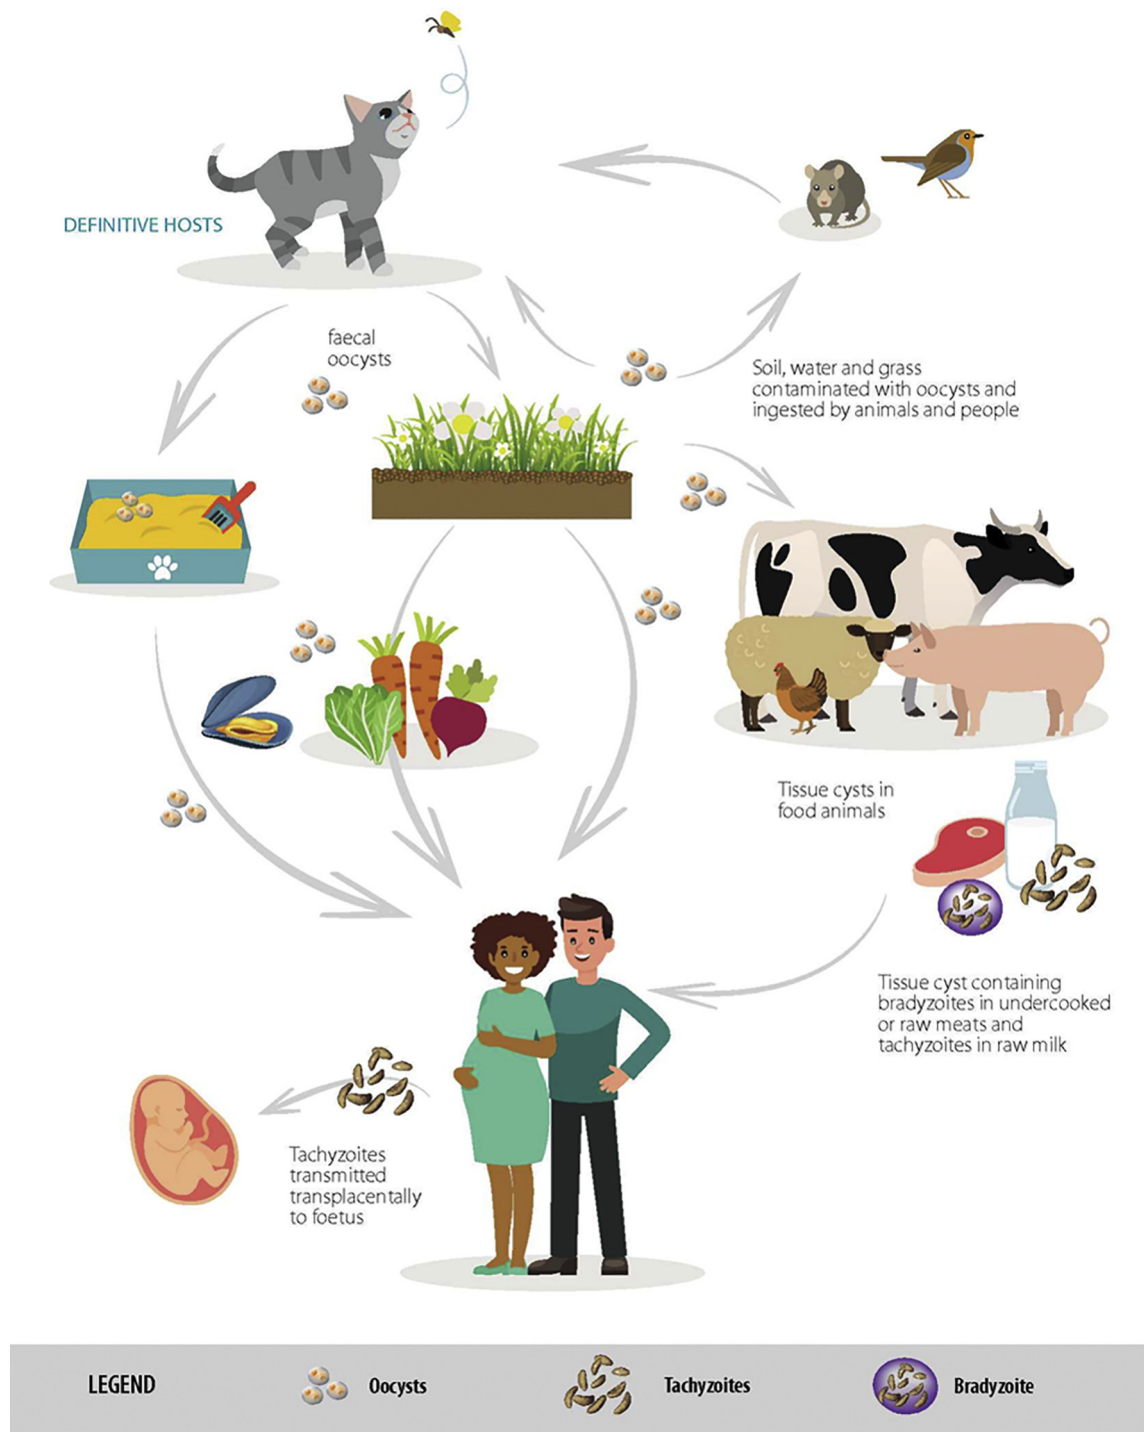 DEFINITIVE HOSTS
faecal
oocysts
Soil, water and grass
contaminated with oocysts and
ingested by animals and people
Tissue cysts in
food animals
Tissue cyst containing
bradyzoites in undercooked
or raw meats and
tachyzoites in raw milk
Tachyzoites
transmitted
transplacentally
to foetus
LEGEND
Oocysts
Tachyzoites
Bradyzoite